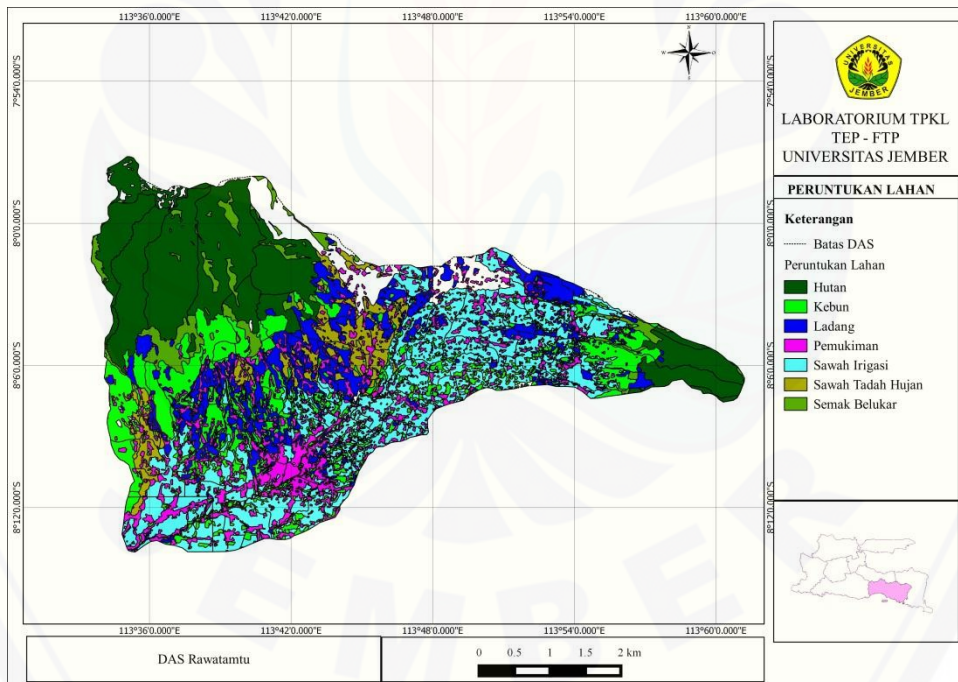 113°36'0.000"E
113°42'0.000"E
113°48'0.000"E
113°54'0.000"E
113°60'0.000"E
7°54'0.000"S
8°0'0.000"S
8°6'0.000"S
8°12'0.000"S
7°54'0.000"S
8°0'0.000"S
8°6'0.000"S
8°12'0.000"S
113°36'0.000"E
113°42'0.000"E
113°48'0.000"E
113°54'0.000"E
113°60'0.000"E
UNIVERSITAS
JEMBER
LABORATORIUM TPKL
TEP - FTP
UNIVERSITAS JEMBER
PERUNTUKAN LAHAN
Keterangan
Batas DAS
Peruntukan Lahan
Hutan
Kebun
Ladang
Pemukiman
Sawah Irigasi
Sawah Tadah Hujan
Semak Belukar
DAS Rawatamtu
0 0.5 1 1.5 2 km
JEMBER